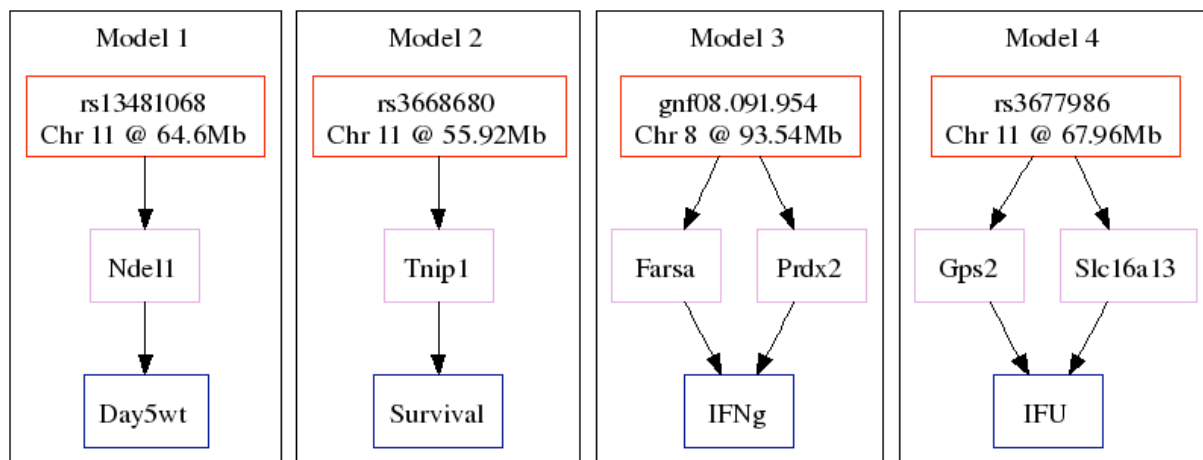 Model 1
rs13481068
Chr 11 @ 64.6Mb
Ndel1
Day5wt
Model 2
rs3668680
Chr 11 @ 55.92Mb
Tnip1
Survival
Model 3
gnf08.091.954
Chr 8 @ 93.54Mb
Farsa
Prdx2
IFNg
Model 4
rs3677986
Chr 11 @ 67.96Mb
Gps2
Slc16a13
IFU